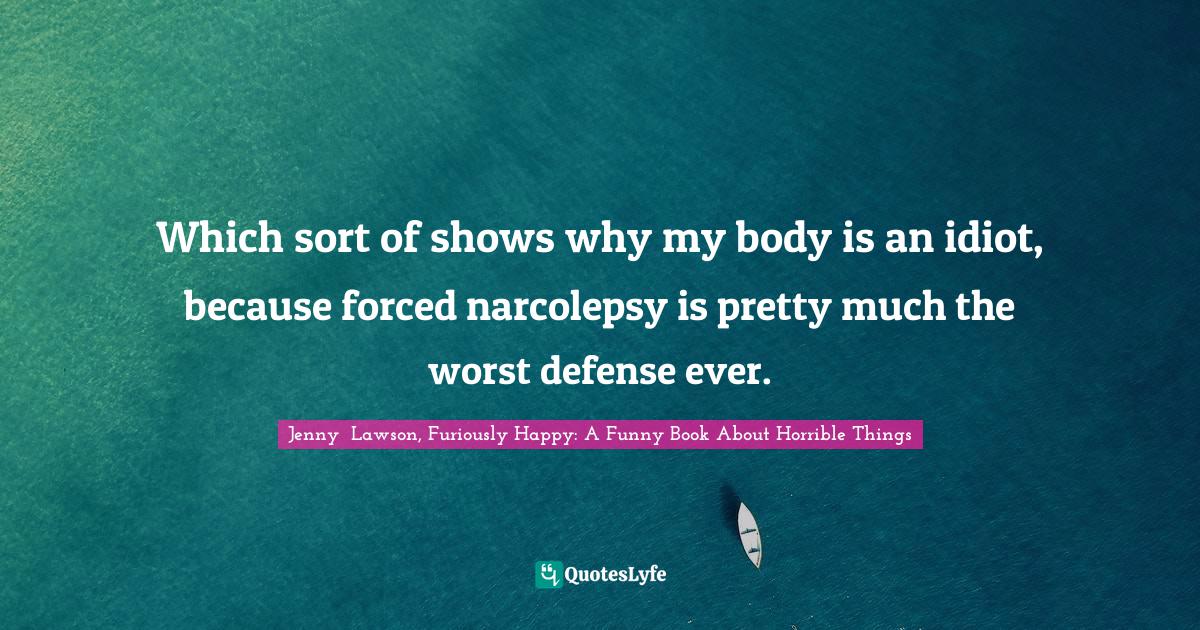 Which sort of shows why my body is an idiot,
because forced narcolepsy is pretty much the
worst defense ever.
Jenny  Lawson, Furiously Happy: A Funny Book About Horrible Things
QuotesLyfe